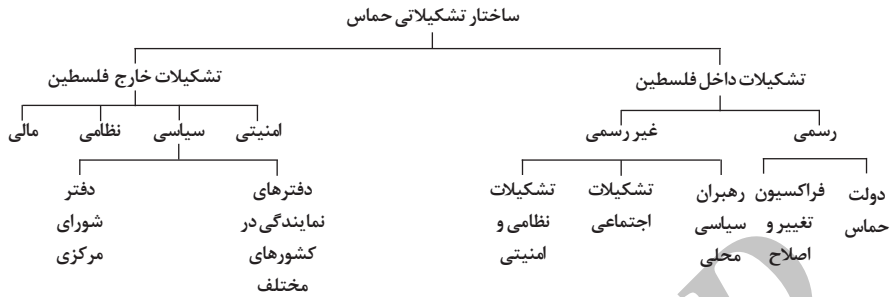 ساختار تشکیلاتی حماس
تشکیلات داخل فلسطین
تشکیلات خارج فلسطین
رسمی
غیر رسمی
امنیتی
سیاسی
نظامی
مالی
دولت
حماس
فراکسیون
تغییر و
اصلاح
رهبران
سیاسی
محلی
تشکیلات
اجتماعی
تشکیلات
نظامی و
امنیتی
دفترهای
نمایندگی در
کشورهای
مختلف
دفتر
شورای
مرکزی